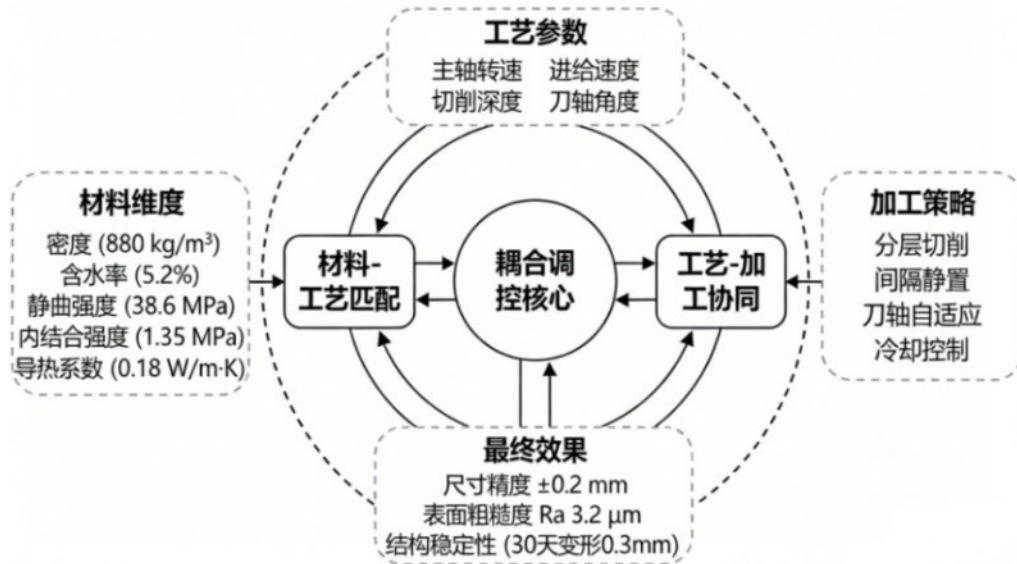 工艺参数
主轴转速 进给速度
切削深度 刀轴角度
材料维度
密度 (880 kg/m³)
含水率 (5.2%)
静曲强度 (38.6 MPa)
内结合强度 (1.35 MPa)
导热系数 (0.18 W/m·K)
材料-
工艺匹配
耦合调
控核心
工艺-加
工协同
加工策略
分层切削
间隔静置
刀轴自适应
冷却控制
最终效果
尺寸精度 ±0.2 mm
表面粗糙度 Ra 3.2 μm
结构稳定性 (30天变形0.3mm)